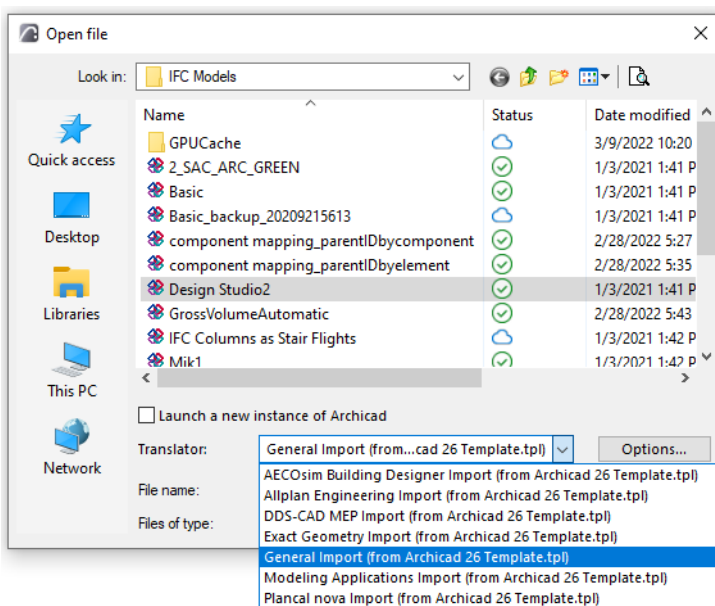 Open file
Look in: IFC Models
Name Status Date modified
GPUCache 3/9/2022 10:20
2_SAC_ARC_GREEN 1/3/2021 1:41 P
Basic 1/3/2021 1:41 P
Basic_backup_20209215613 1/3/2021 1:41 P
component mapping_parentIDbycomponent 2/28/2022 5:27
component mapping_parentIDbyelement 2/28/2022 5:35
Design Studio2 1/3/2021 1:41 P
GrossVolumeAutomatic 2/28/2022 5:43
IFC Columns as Stair Flights 1/3/2021 1:42 P
Mik1 1/3/2021 1:42 P
Quick access
Desktop
Libraries
This PC
Network
Launch a new instance of Archicad
Translator: General Import (from...cad 26 Template.tpl) Options...
File name:
Files of type:
AECOsim Building Designer Import (from Archicad 26 Template.tpl)
Allplan Engineering Import (from Archicad 26 Template.tpl)
DDS-CAD MEP Import (from Archicad 26 Template.tpl)
Exact Geometry Import (from Archicad 26 Template.tpl)
General Import (from Archicad 26 Template.tpl)
Modeling Applications Import (from Archicad 26 Template.tpl)
Plancal nova Import (from Archicad 26 Template.tpl)